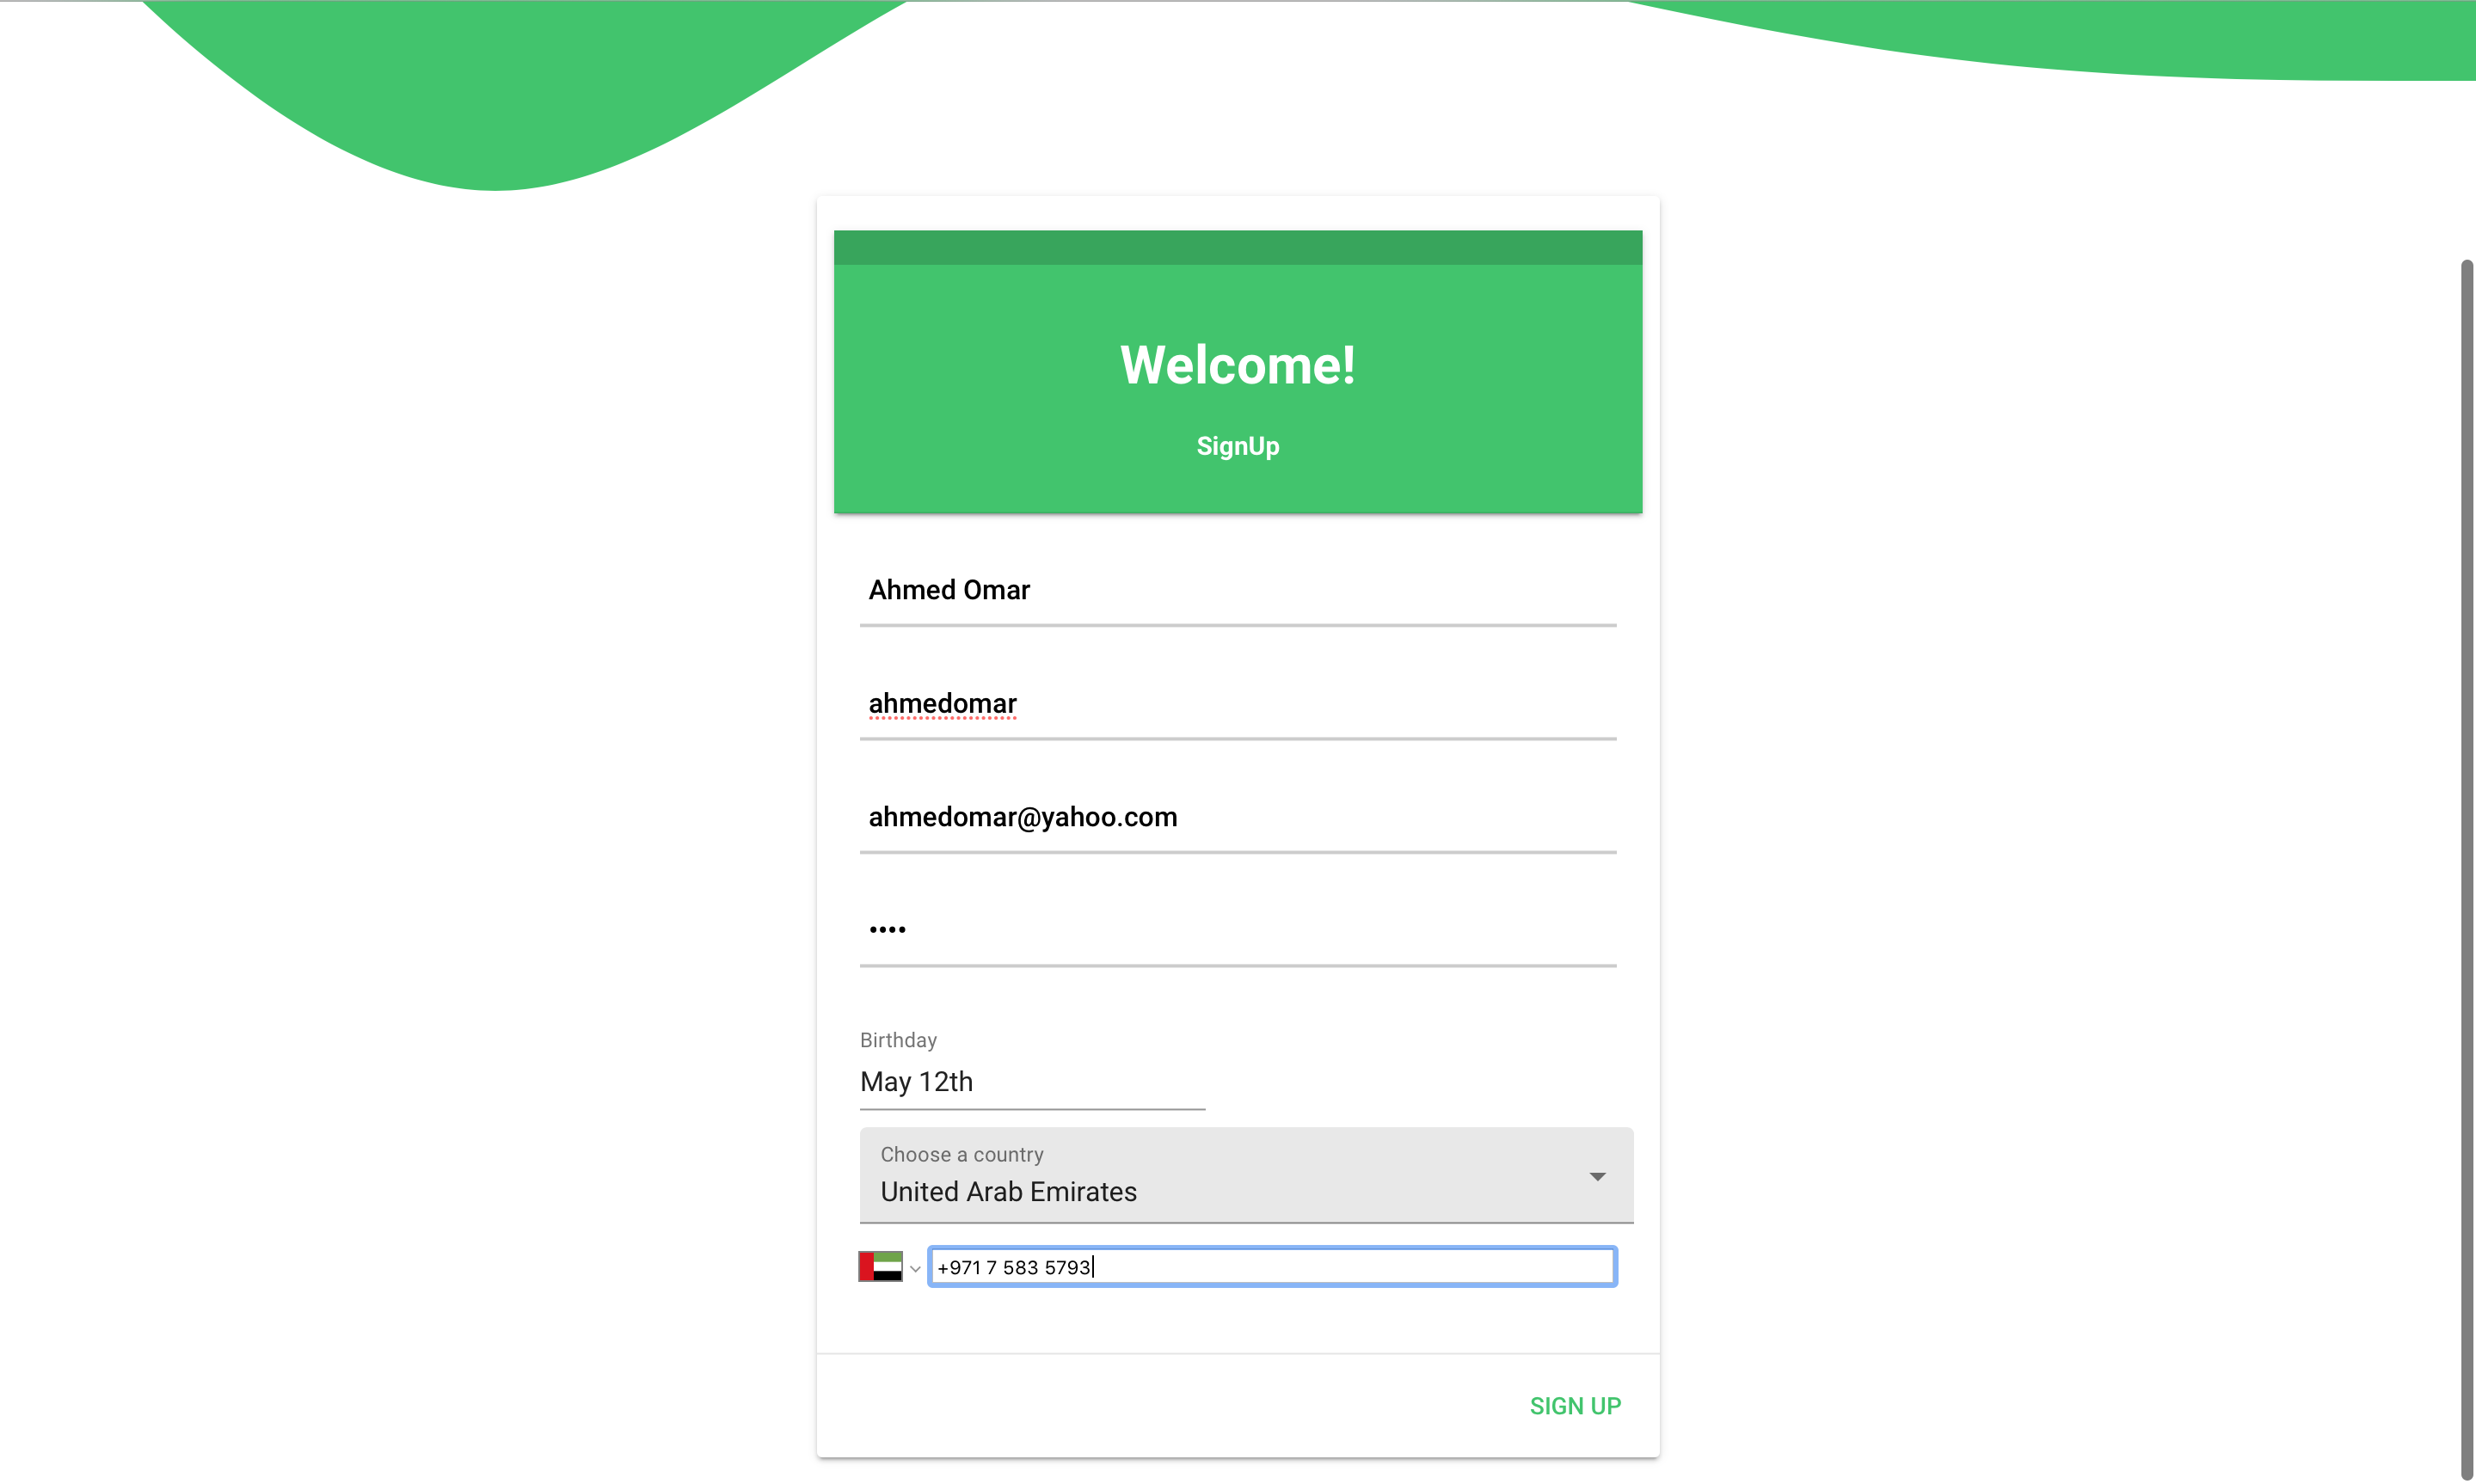 Welcome!
SignUp
Ahmed Omar
ahmedomar
ahmedomar@yahoo.com
••••
Birthday
May 12th
Choose a country
United Arab Emirates
+971 7 583 5793
SIGN UP